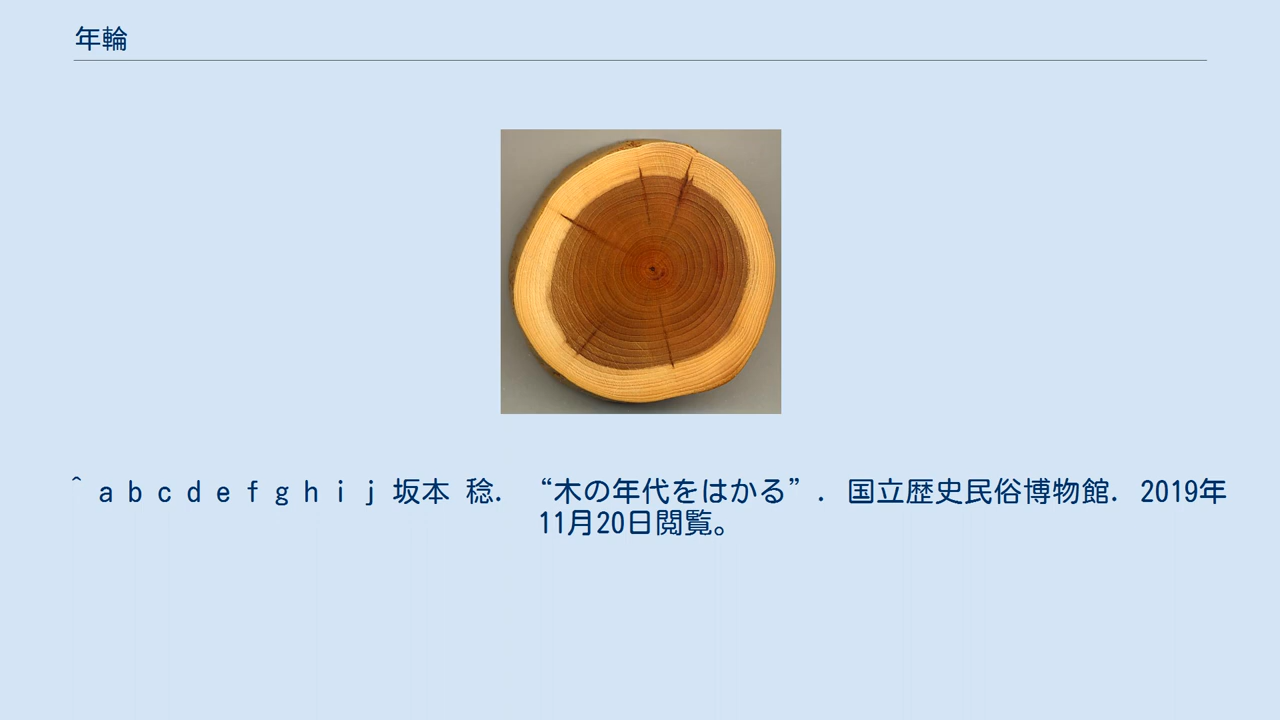 年輪
^ a b c d e f g h i j 坂本 稔. “木の年代をはかる”. 国立歴史民俗博物館. 2019年
11月20日閲覧。